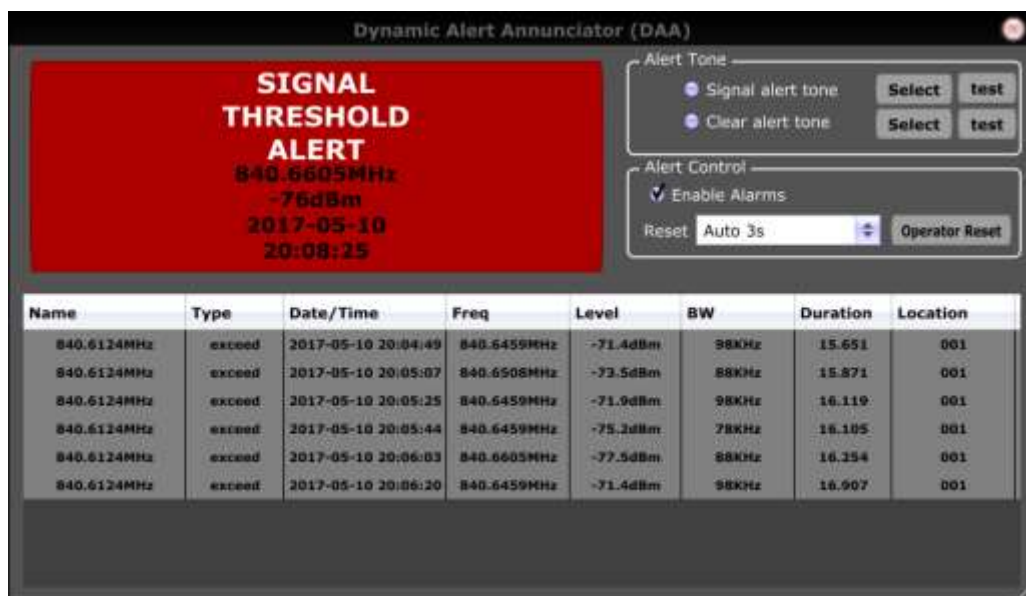 Dynamic Alert Annunciator (DAA)
SIGNAL
THRESHOLD
ALERT
840.6605MHz
-76dBm
2017-05-10
20:08:25
Alert Tone
Signal alert tone Select test
Clear alert tone Select test
Alert Control
Enable Alarms
Reset Auto 3s Operator Reset
Name Type Date/Time Freq Level BW Duration Location
840.6124MHz exceed 2017-05-10 20:04:49 840.6459MHz -71.4dBm 98KHz 15.651 001
840.6124MHz exceed 2017-05-10 20:05:07 840.6508MHz -73.5dBm 88KHz 15.871 001
840.6124MHz exceed 2017-05-10 20:05:25 840.6459MHz -71.9dBm 98KHz 16.119 001
840.6124MHz exceed 2017-05-10 20:05:44 840.6459MHz -75.2dBm 78KHz 16.105 001
840.6124MHz exceed 2017-05-10 20:06:03 840.6605MHz -77.5dBm 88KHz 16.254 001
840.6124MHz exceed 2017-05-10 20:06:20 840.6459MHz -71.4dBm 98KHz 16.907 001